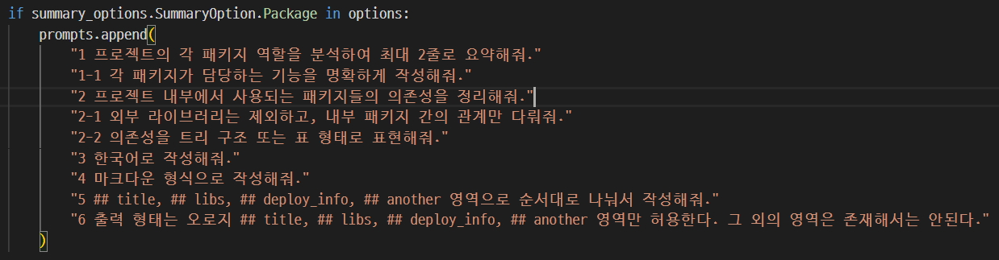 if summary_options.SummaryOption.Package in options:
prompts.append(
"1 프로젝트의 각 패키지 역할을 분석하여 최대 2줄로 요약해줘."
"1-1 각 패키지가 담당하는 기능을 명확하게 작성해줘."
"2 프로젝트 내부에서 사용되는 패키지들의 의존성을 정리해줘."
"2-1 외부 라이브러리는 제외하고, 내부 패키지 간의 관계만 다뤄줘."
"2-2 의존성을 트리 구조 또는 표 형태로 표현해줘."
"3 한국어로 작성해줘."
"4 마크다운 형식으로 작성해줘."
"5 ## title, ## libs, ## deploy_info, ## another 영역으로 순서대로 나눠서 작성해줘."
"6 출력 형태는 오로지 ## title, ## libs, ## deploy_info, ## another 영역만 허용한다. 그 외의 영역은 존재해서는 안된다."
)